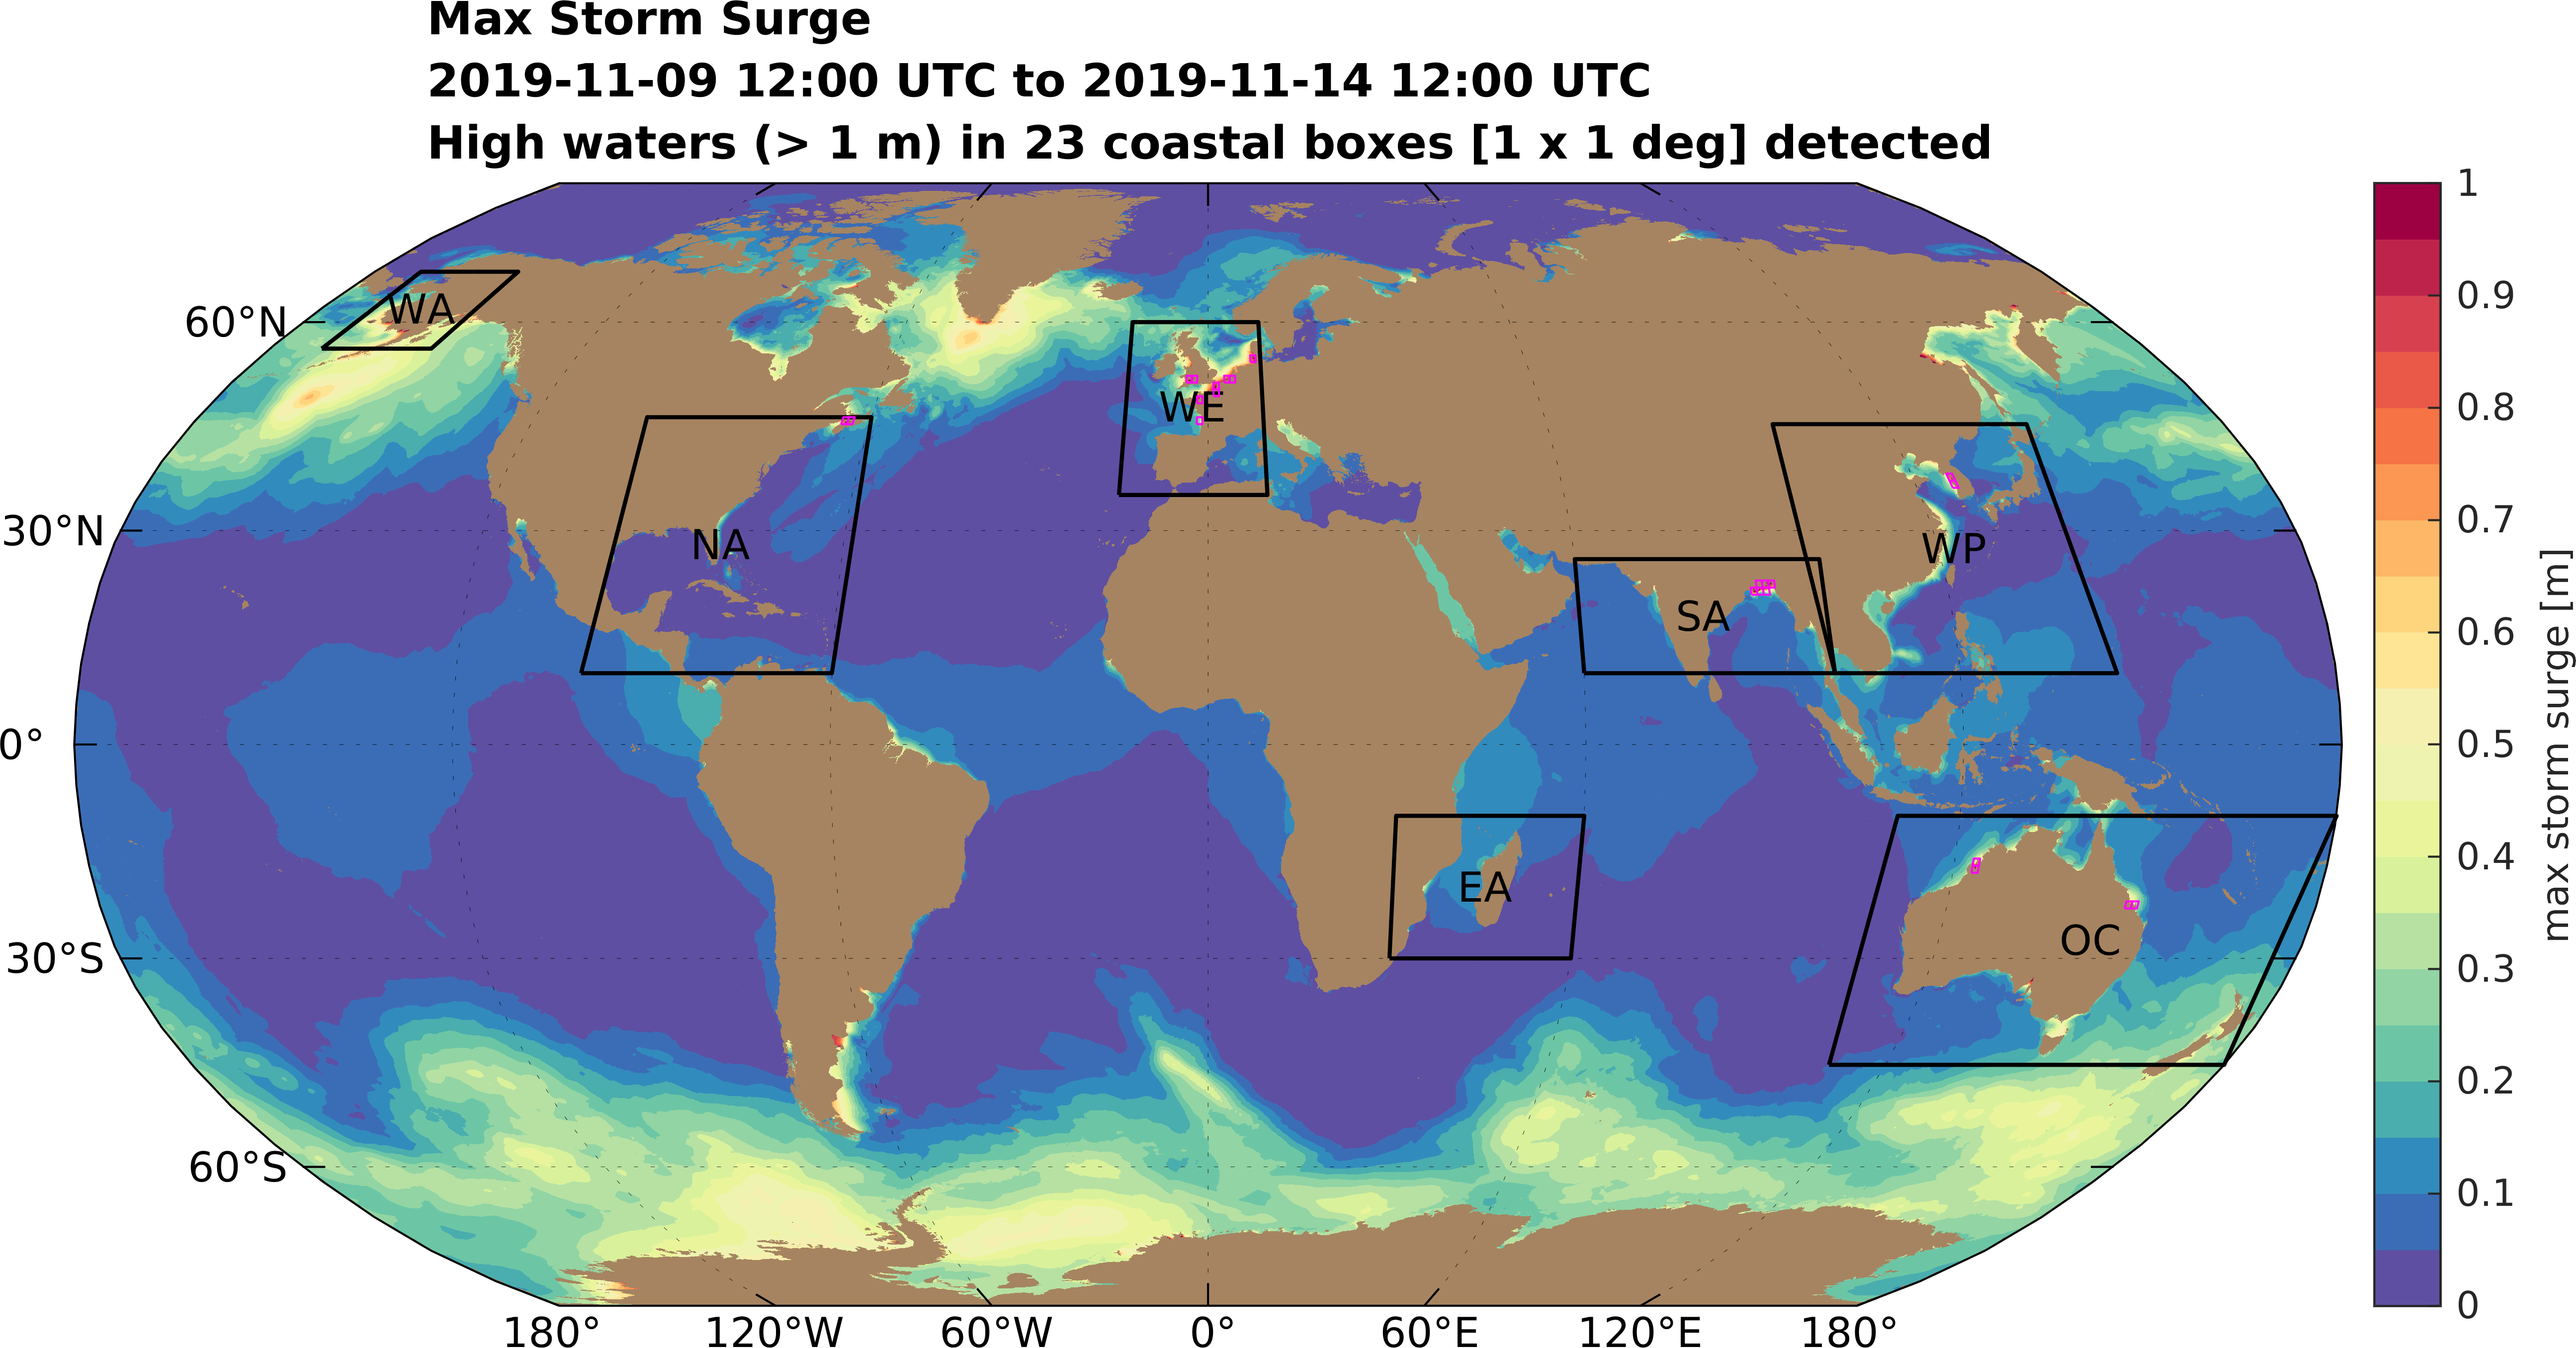 Max Storm Surge
2019-11-09 12:00 UTC to 2019-11-14 12:00 UTC
High waters (> 1 m) in 23 coastal boxes [1 x 1 deg] detected
60°N
30°N
0°
30°S
60°S
180°
120°W
60°W
0°
60°E
120°E
180°
WA
NA
WE
SA
WP
EA
OC
1
0.9
0.8
0.7
0.6
0.5
0.4
0.3
0.2
0.1
0
max storm surge [m]